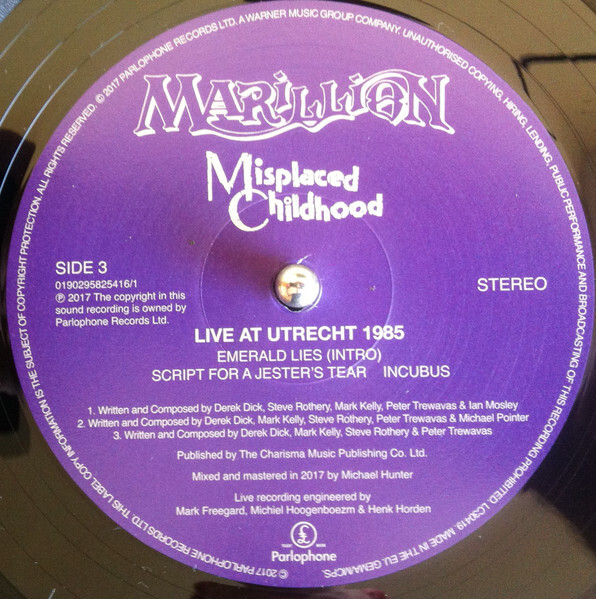 MARILLION
Misplaced
Childhood
SIDE 3
0190295825416/1
℗ 2017 The copyright in this
sound recording is owned by
Parlophone Records Ltd.
STEREO
LIVE AT UTRECHT 1985
EMERALD LIES (INTRO)
SCRIPT FOR A JESTER'S TEAR INCUBUS
1. Written and Composed by Derek Dick, Steve Rothery, Mark Kelly, Peter Trewavas & Ian Mosley
2. Written and Composed by Derek Dick, Mark Kelly, Steve Rothery, Peter Trewavas & Michael Pointer
3. Written and Composed by Derek Dick, Mark Kelly, Steve Rothery & Peter Trewavas
Published by The Charisma Music Publishing Co. Ltd.
Mixed and mastered in 2017 by Michael Hunter
Live recording engineered by
Mark Freegard, Michiel Hoogenboezm & Henk Horden
£
TRADE MARK
Parlophone
© 2017 PARLOPHONE RECORDS LTD. THIS LABEL COPY INFORMATION IS THE SUBJECT OF COPYRIGHT PROTECTION. ALL RIGHTS RESERVED. © 2017 PARLOPHONE RECORDS LTD. A WARNER MUSIC GROUP COMPANY. UNAUTHORISED COPYING, HIRING, LENDING, PUBLIC PERFORMANCE AND BROADCASTING OF THIS RECORDING PROHIBITED. LC30419. MADE IN THE EU. GEMA/MCPS.